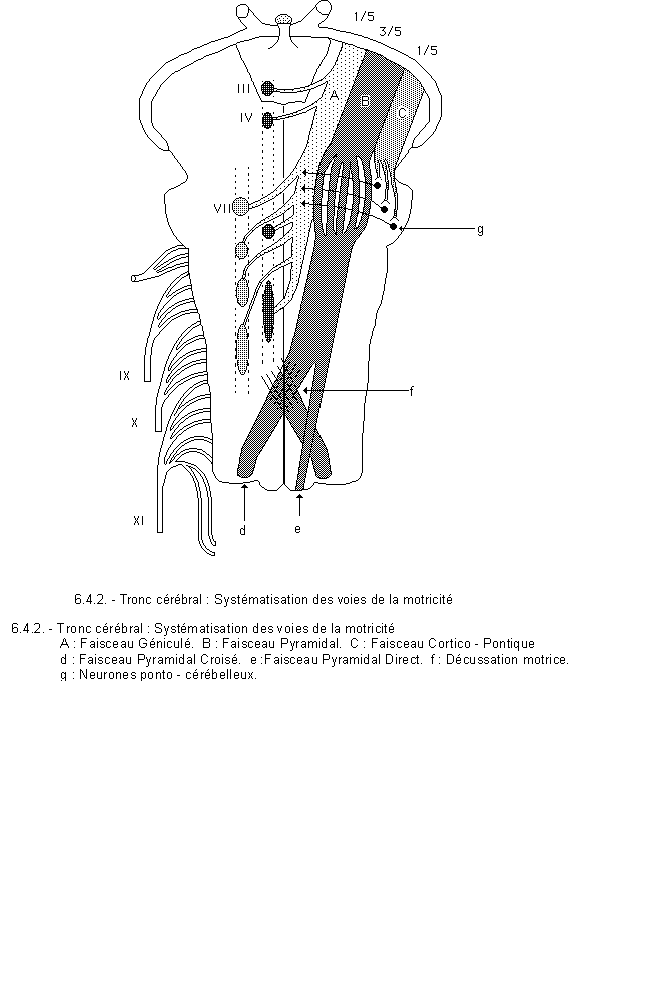 1/5
3/5
1/5
III
A
B
C
IV
VII
g
IX
f
X
XI
d
e
6.4.2. - Tronc cérébral : Systématisation des voies de la motricité
6.4.2. - Tronc cérébral : Systématisation des voies de la motricité
A : Faisceau Géniculé. B : Faisceau Pyramidal. C : Faisceau Cortico - Pontique
d : Faisceau Pyramidal Croisé. e :Faisceau Pyramidal Direct. f : Décussation motrice.
g : Neurones ponto - cérébelleux.